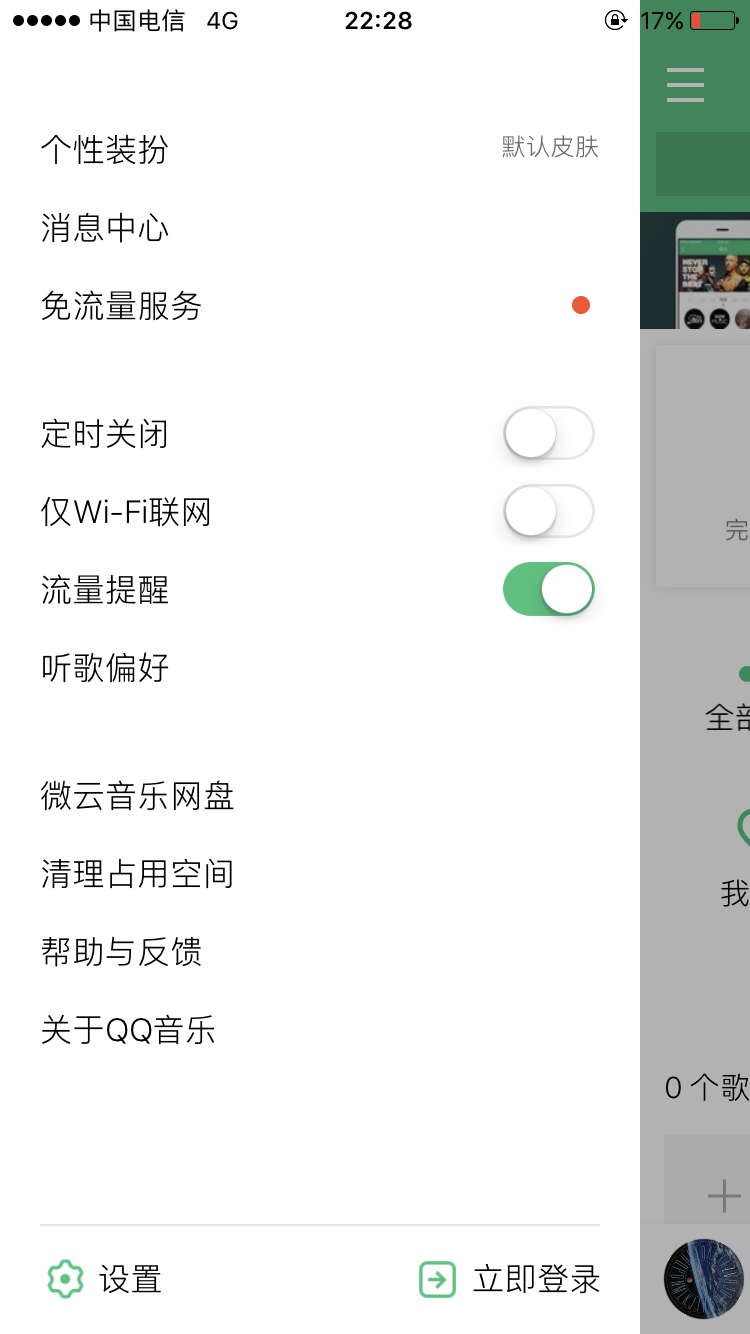 中国电信 4G 22:28 17%
个性装扮 默认皮肤
消息中心
免流量服务
NEVER
STOP
THE
BEAT
定时关闭
仅Wi-Fi联网
完
流量提醒
听歌偏好
全部
微云音乐网盘
清理占用空间
我
帮助与反馈
关于QQ音乐
0 个歌
设置 立即登录